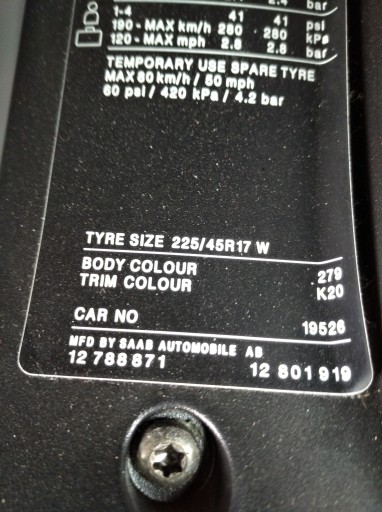 2.4 bar
1-4 41 41 psi
190 - MAX km/h 280 280 kPa
120 - MAX mph 2.8 2.8 bar
TEMPORARY USE SPARE TYRE
MAX 80 km/h / 50 mph
60 psi / 420 kPa / 4.2 bar
TYRE SIZE 225/45R17 W
BODY COLOUR 279
TRIM COLOUR K20
CAR NO 19526
MFD BY SAAB AUTOMOBILE AB
12 788 871 12 801 919